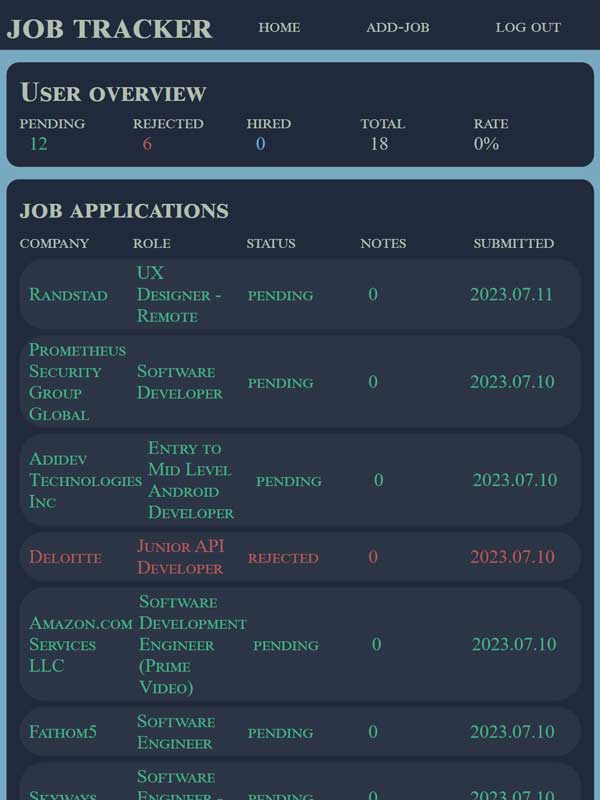 JOB TRACKER HOME ADD-JOB LOG OUT
User overview
PENDING REJECTED HIRED TOTAL RATE
12 6 0 18 0%
JOB APPLICATIONS
COMPANY ROLE STATUS NOTES SUBMITTED
Randstad UX Designer - Remote PENDING 0 2023.07.11
Prometheus Security Group Global Software Developer PENDING 0 2023.07.10
Adidev Technologies Inc Entry to Mid Level Android Developer PENDING 0 2023.07.10
Deloitte Junior API Developer REJECTED 0 2023.07.10
Amazon.com Services LLC Software Development Engineer (Prime Video) PENDING 0 2023.07.10
Fathom5 Software Engineer PENDING 0 2023.07.10
Skyways Software Engineer - PENDING 0 2023.07.10